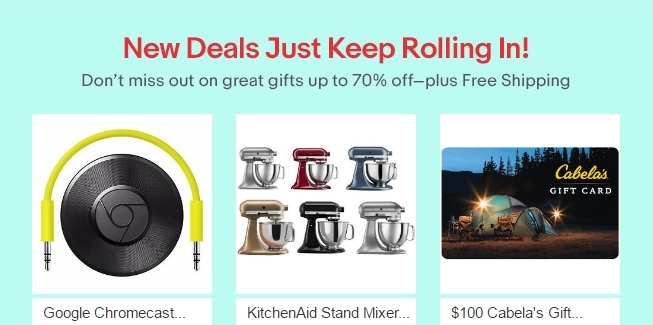 New Deals Just Keep Rolling In!
Don't miss out on great gifts up to 70% off—plus Free Shipping
Cabela's
GIFT CARD
Google Chromecast...
KitchenAid Stand Mixer...
$100 Cabela's Gift...